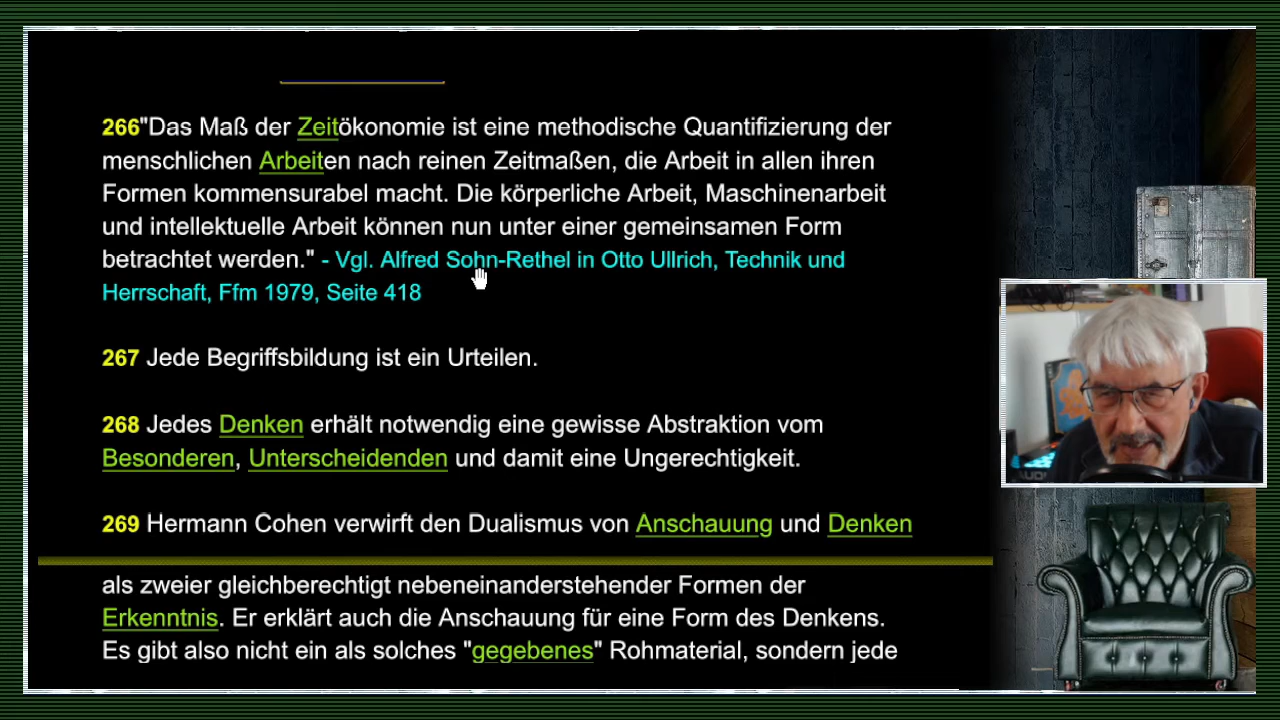 266"Das Maß der Zeitökonomie ist eine methodische Quantifizierung der
menschlichen Arbeiten nach reinen Zeitmaßen, die Arbeit in allen ihren
Formen kommensurabel macht. Die körperliche Arbeit, Maschinenarbeit
und intellektuelle Arbeit können nun unter einer gemeinsamen Form
betrachtet werden." - Vgl. Alfred Sohn-Rethel in Otto Ullrich, Technik und
Herrschaft, Ffm 1979, Seite 418
267 Jede Begriffsbildung ist ein Urteilen.
268 Jedes Denken erhält notwendig eine gewisse Abstraktion vom
Besonderen, Unterscheidenden und damit eine Ungerechtigkeit.
269 Hermann Cohen verwirft den Dualismus von Anschauung und Denken
als zweier gleichberechtigt nebeneinanderstehender Formen der
Erkenntnis. Er erklärt auch die Anschauung für eine Form des Denkens.
Es gibt also nicht ein als solches "gegebenes" Rohmaterial, sondern jede